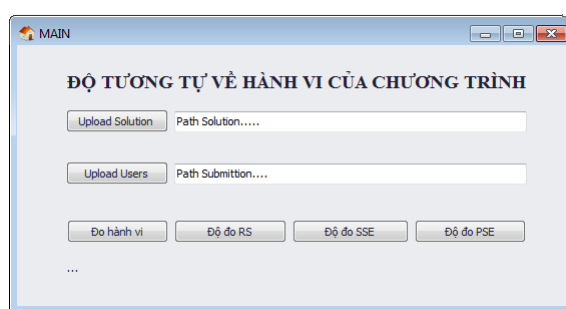 MAIN
ĐỘ TƯƠNG TỰ VỀ HÀNH VI CỦA CHƯƠNG TRÌNH
Upload Solution Path Solution.....
Upload Users Path Submittion....
Đo hành vi Độ đo RS Độ đo SSE Độ đo PSE
...